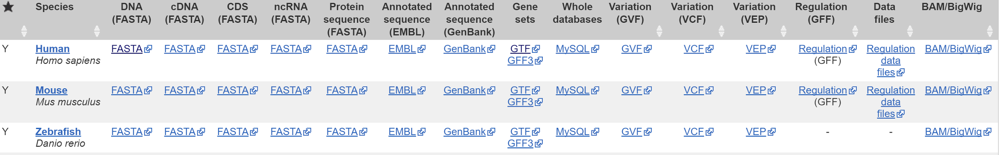 Species DNA cDNA CDS ncRNA Protein Annotated Annotated Gene Whole Variation Variation Variation Regulation Data BAM/BigWig
(FASTA) (FASTA) (FASTA) (FASTA) sequence sequence sequence sets databases (GVF) (VCF) (VEP) (GFF) files
(FASTA) (EMBL) (GenBank)
Y Human FASTA FASTA FASTA FASTA FASTA EMBL GenBank GTF MySQL GVF VCF VEP Regulation Regulation BAM/BigWig
Homo sapiens GFF3 (GFF) data
files
Y Mouse FASTA FASTA FASTA FASTA FASTA EMBL GenBank GTF MySQL GVF VCF VEP Regulation Regulation BAM/BigWig
Mus musculus GFF3 (GFF) data
files
Y Zebrafish FASTA FASTA FASTA FASTA FASTA EMBL GenBank GTF MySQL GVF VCF VEP - - BAM/BigWig
Danio rerio GFF3